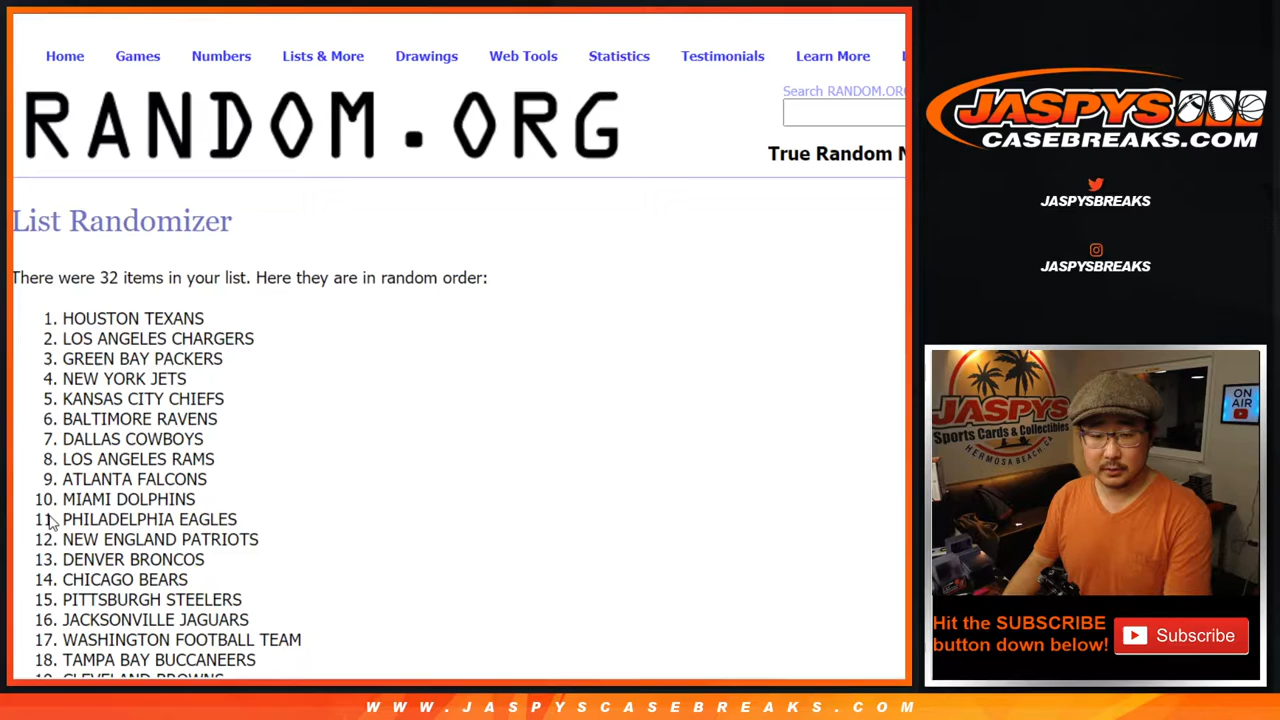 Home Games Numbers Lists & More Drawings Web Tools Statistics Testimonials Learn More
RANDOM.ORG
Search RANDOM.ORG
True Random N
List Randomizer
There were 32 items in your list. Here they are in random order:
1. HOUSTON TEXANS
2. LOS ANGELES CHARGERS
3. GREEN BAY PACKERS
4. NEW YORK JETS
5. KANSAS CITY CHIEFS
6. BALTIMORE RAVENS
7. DALLAS COWBOYS
8. LOS ANGELES RAMS
9. ATLANTA FALCONS
10. MIAMI DOLPHINS
11. PHILADELPHIA EAGLES
12. NEW ENGLAND PATRIOTS
13. DENVER BRONCOS
14. CHICAGO BEARS
15. PITTSBURGH STEELERS
16. JACKSONVILLE JAGUARS
17. WASHINGTON FOOTBALL TEAM
18. TAMPA BAY BUCCANEERS
19. CLEVELAND BROWNS
JASPYS
CASEBREAKS.COM
JASPYSBREAKS
JASPYSBREAKS
JASPYS
Sports Cards & Collectibles
HERMOSA BEACH, CA
ON AIR
Hit the SUBSCRIBE
button down below!
Subscribe
WWW.JASPYSCASEBREAKS.COM